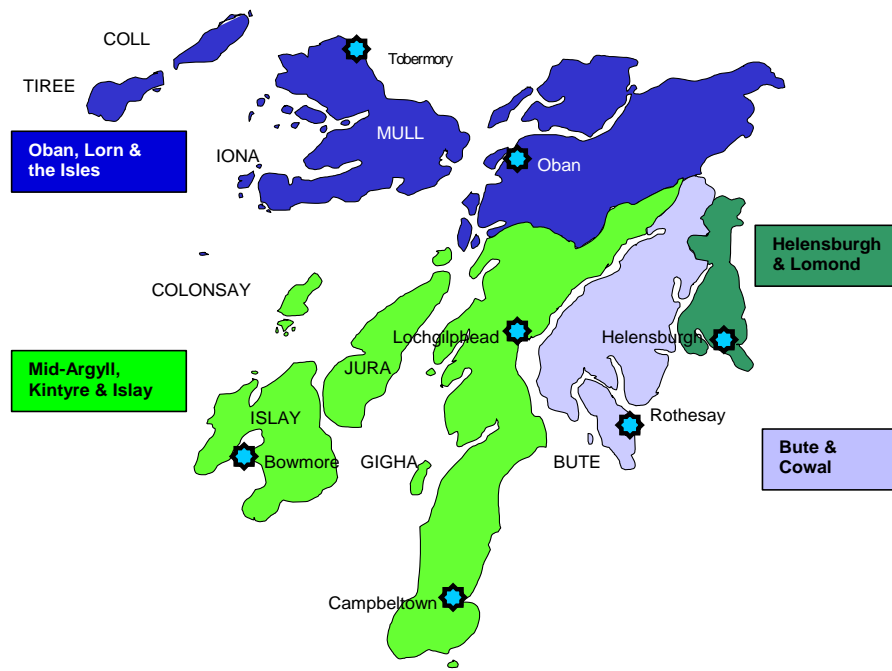 COLL
Tobermory
TIREE
MULL
Oban, Lorn &
the Isles
IONA
Oban
Helensburgh
& Lomond
COLONSAY
Lochgilphead
Helensburgh
Mid-Argyll,
Kintyre & Islay
JURA
ISLAY
Rothesay
Bowmore
GIGHA
BUTE
Bute &
Cowal
Campbeltown